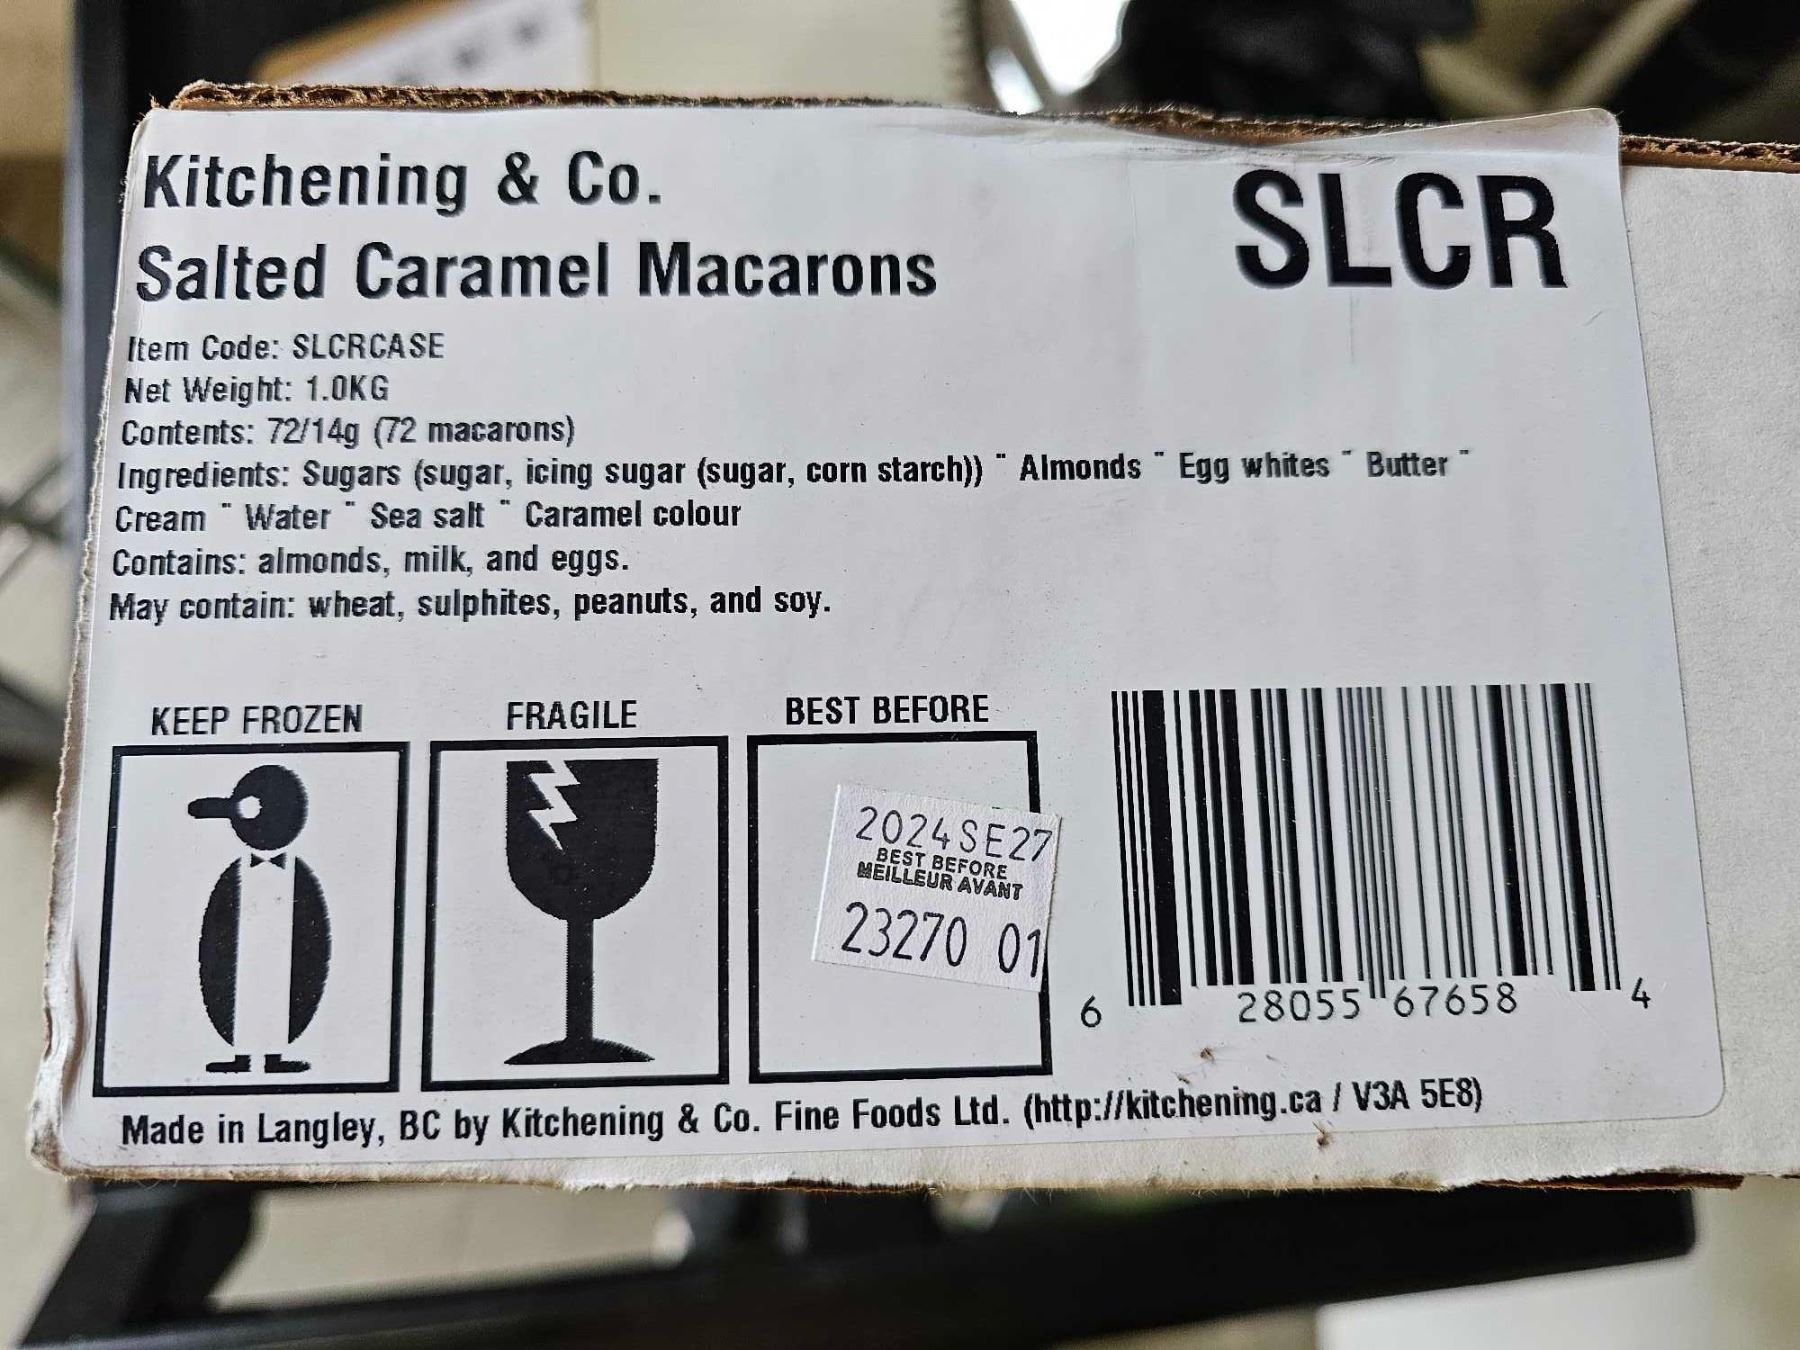 Kitchening & Co.
SLCR
Salted Caramel Macarons
Item Code: SLCRCASE
Net Weight: 1.0KG
Contents: 72/14g (72 macarons)
Ingredients: Sugars (sugar, icing sugar (sugar, corn starch)) ¨ Almonds ¨ Egg whites ¨ Butter ¨
Cream ¨ Water ¨ Sea salt ¨ Caramel colour
Contains: almonds, milk, and eggs.
May contain: wheat, sulphites, peanuts, and soy.
KEEP FROZEN
FRAGILE
BEST BEFORE
2024SE27
BEST BEFORE
MEILLEUR AVANT
23270 01
6 28055 67658 4
Made in Langley, BC by Kitchening & Co. Fine Foods Ltd. (http://kitchening.ca / V3A 5E8)